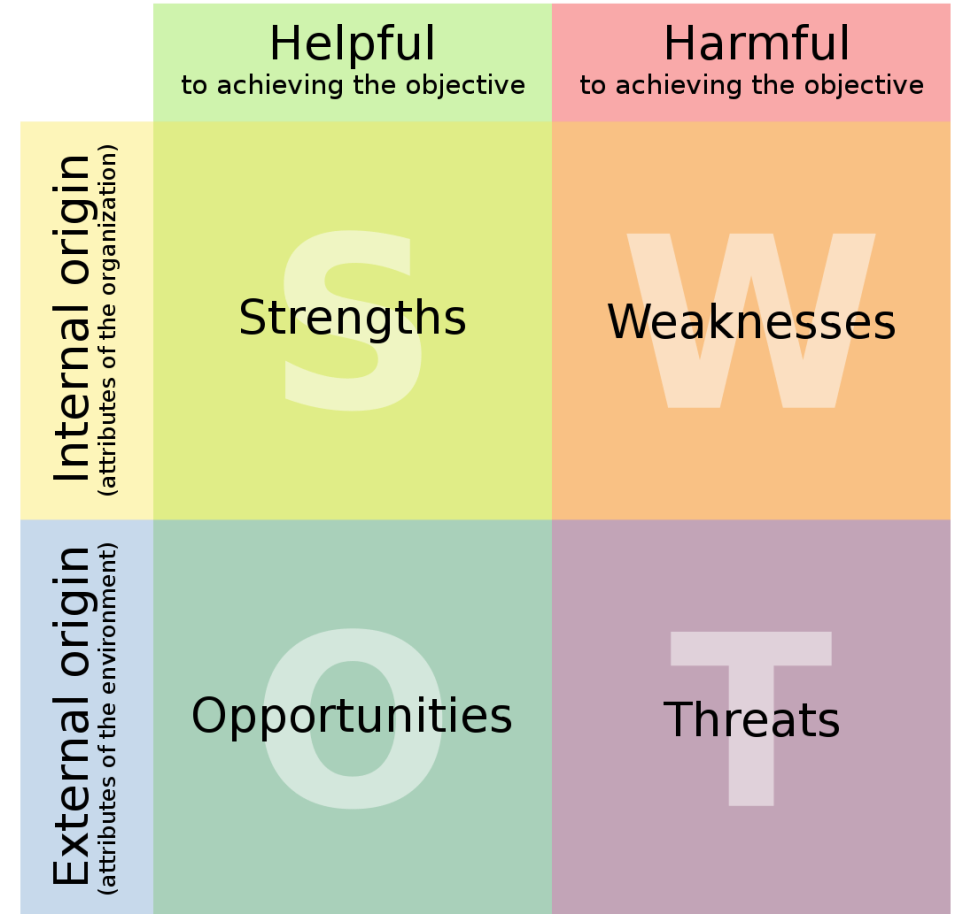 Helpful
to achieving the objective
Harmful
to achieving the objective
Internal origin
(attributes of the organization)
S
Strengths
W
Weaknesses
External origin
(attributes of the environment)
O
Opportunities
T
Threats